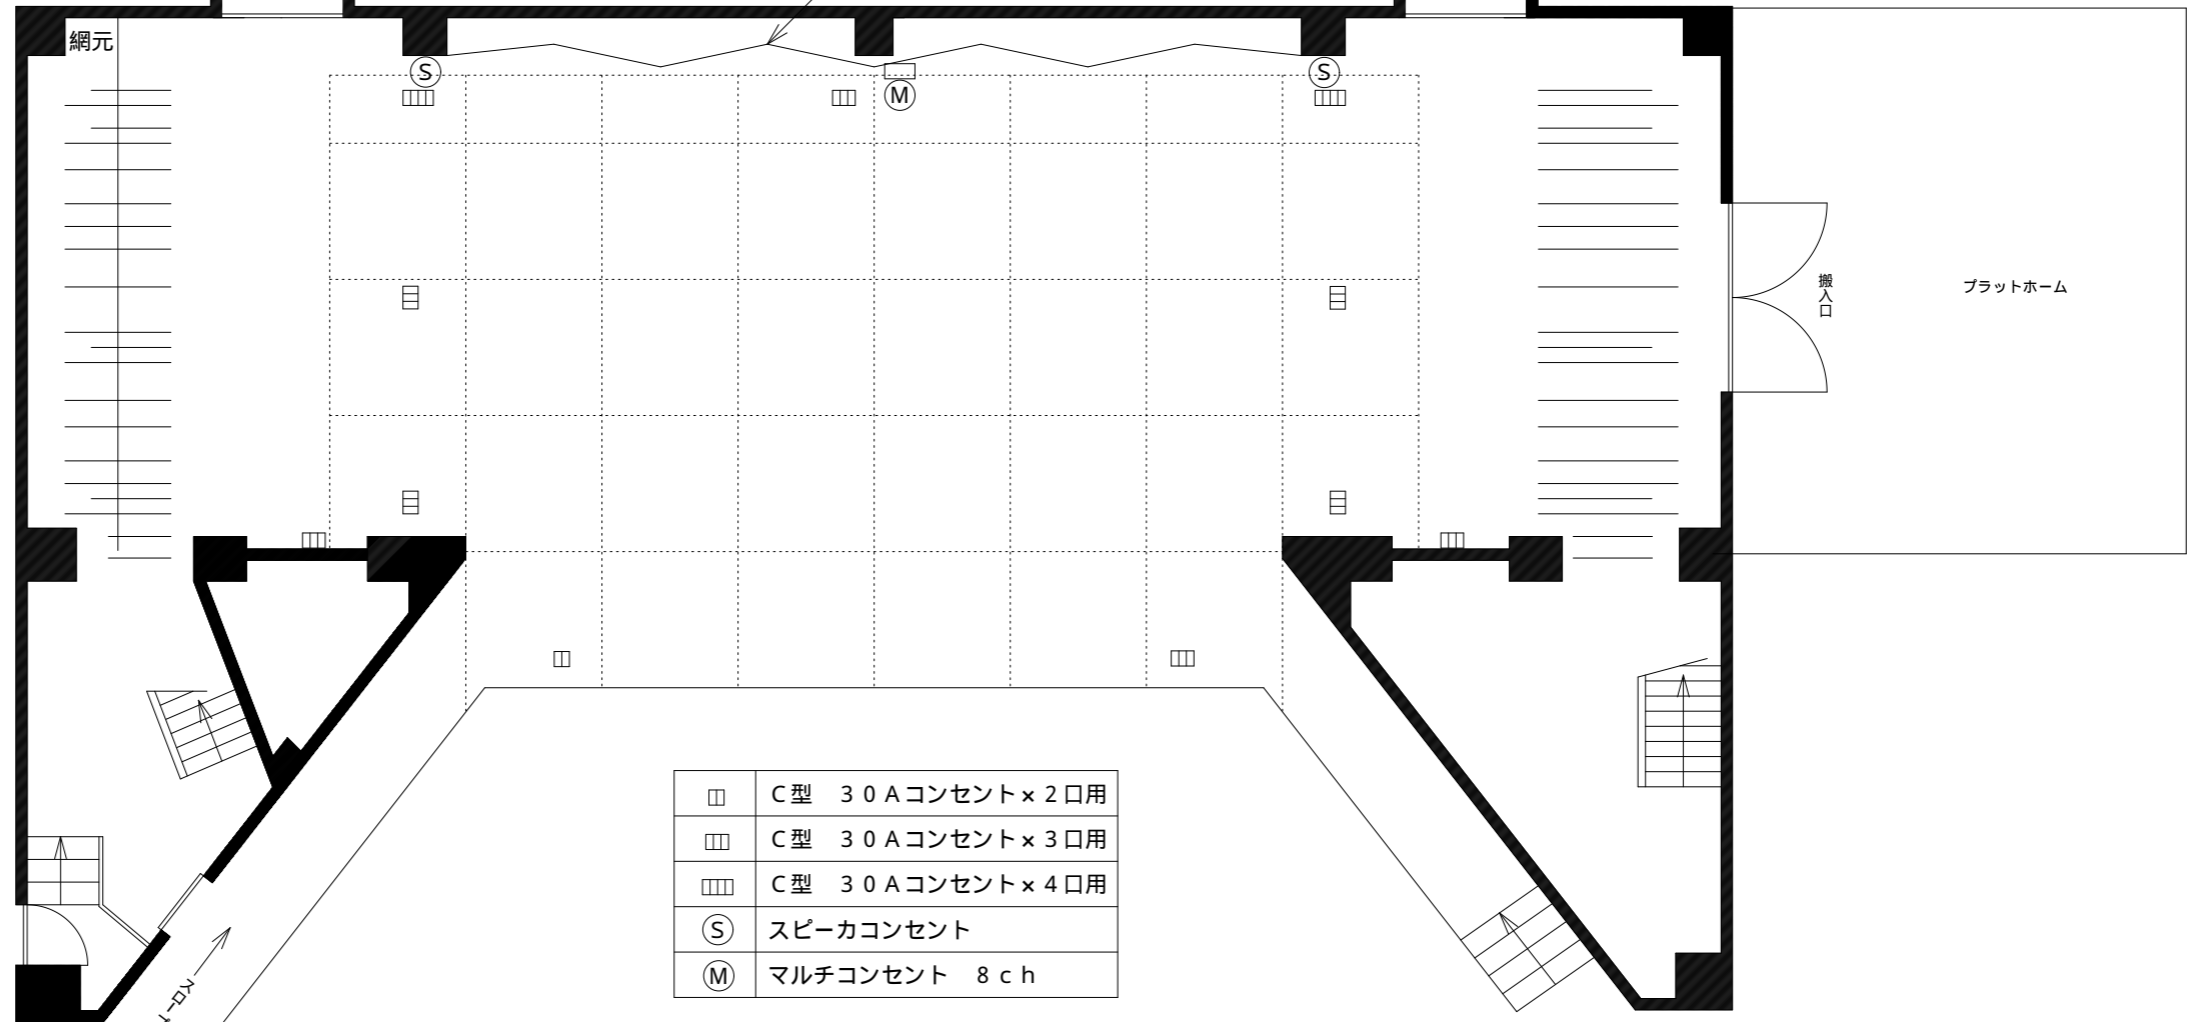 網元
Ⓢ
Ⓢ
Ⓜ
搬入口
プラットホーム
C型　30Aコンセント×2口用
C型　30Aコンセント×3口用
C型　30Aコンセント×4口用
Ⓢ スピーカコンセント
Ⓜ マルチコンセント　8ch
スロー